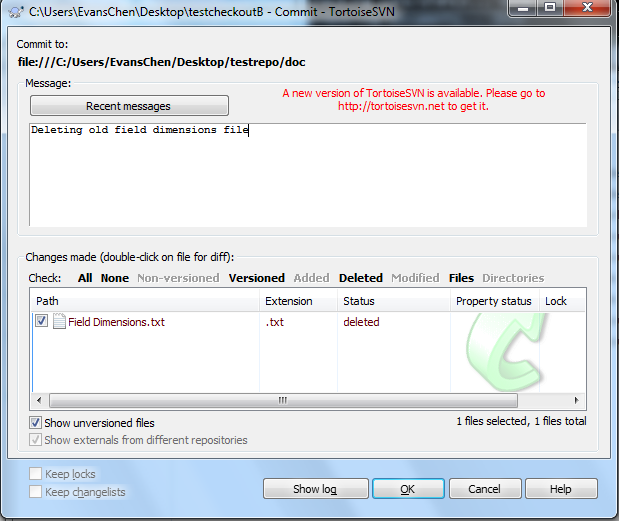 C:\Users\EvansChen\Desktop\testcheckoutB - Commit - TortoiseSVN
Commit to:
file:///C:/Users/EvansChen/Desktop/testrepo/doc
Message:
Recent messages
A new version of TortoiseSVN is available. Please go to
http://tortoisesvn.net to get it.
Deleting old field dimensions file
Changes made (double-click on file for diff):
Check: All None Non-versioned Versioned Added Deleted Modified Files Directories
Path Extension Status Property status Lock
Field Dimensions.txt .txt deleted
Show unversioned files
1 files selected, 1 files total
Show externals from different repositories
Keep locks
Keep changelists
Show log OK Cancel Help